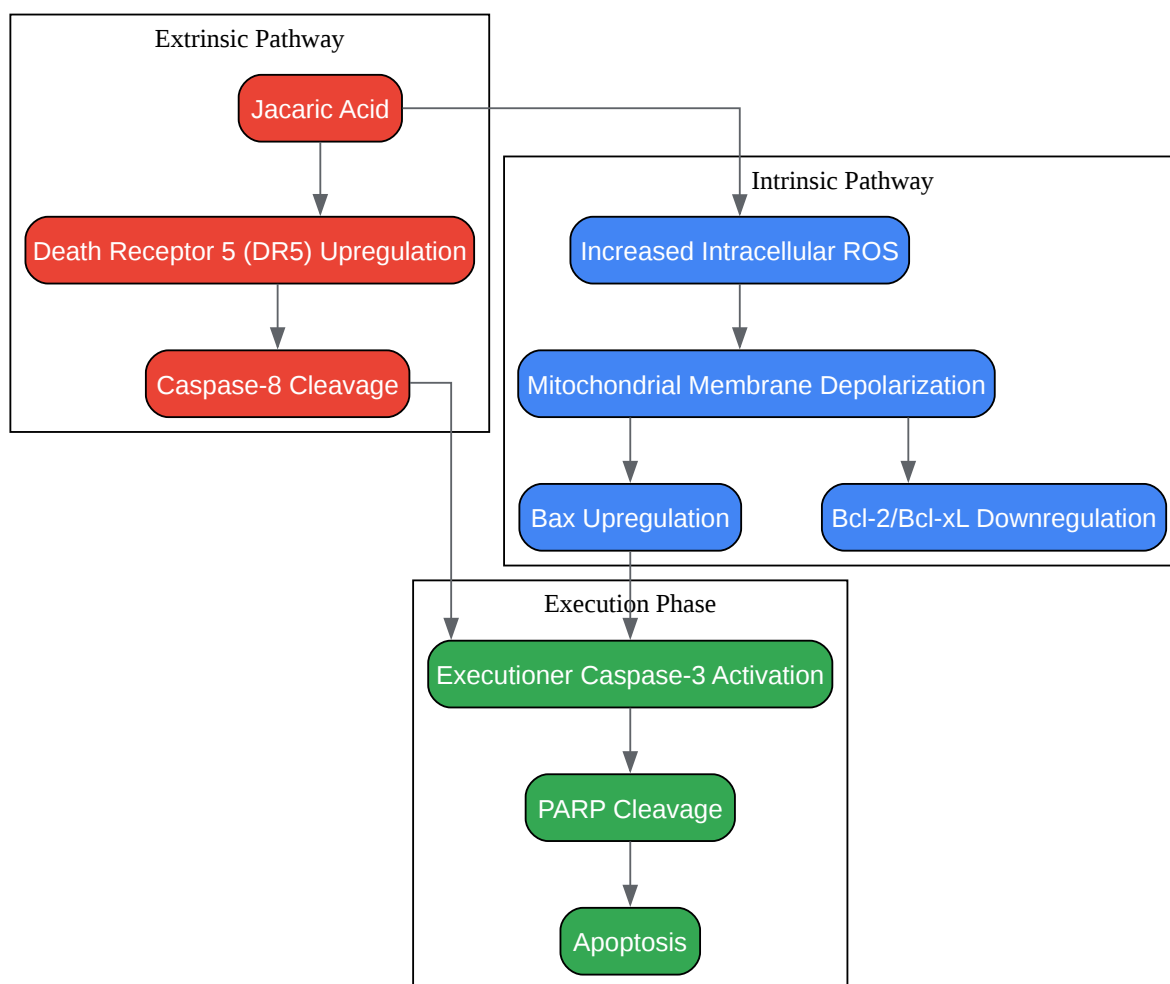 Extrinsic Pathway
Jacaric Acid
Death Receptor 5 (DR5) Upregulation
Caspase-8 Cleavage
Intrinsic Pathway
Increased Intracellular ROS
Mitochondrial Membrane Depolarization
Bax Upregulation
Bcl-2/Bcl-xL Downregulation
Execution Phase
Executioner Caspase-3 Activation
PARP Cleavage
Apoptosis